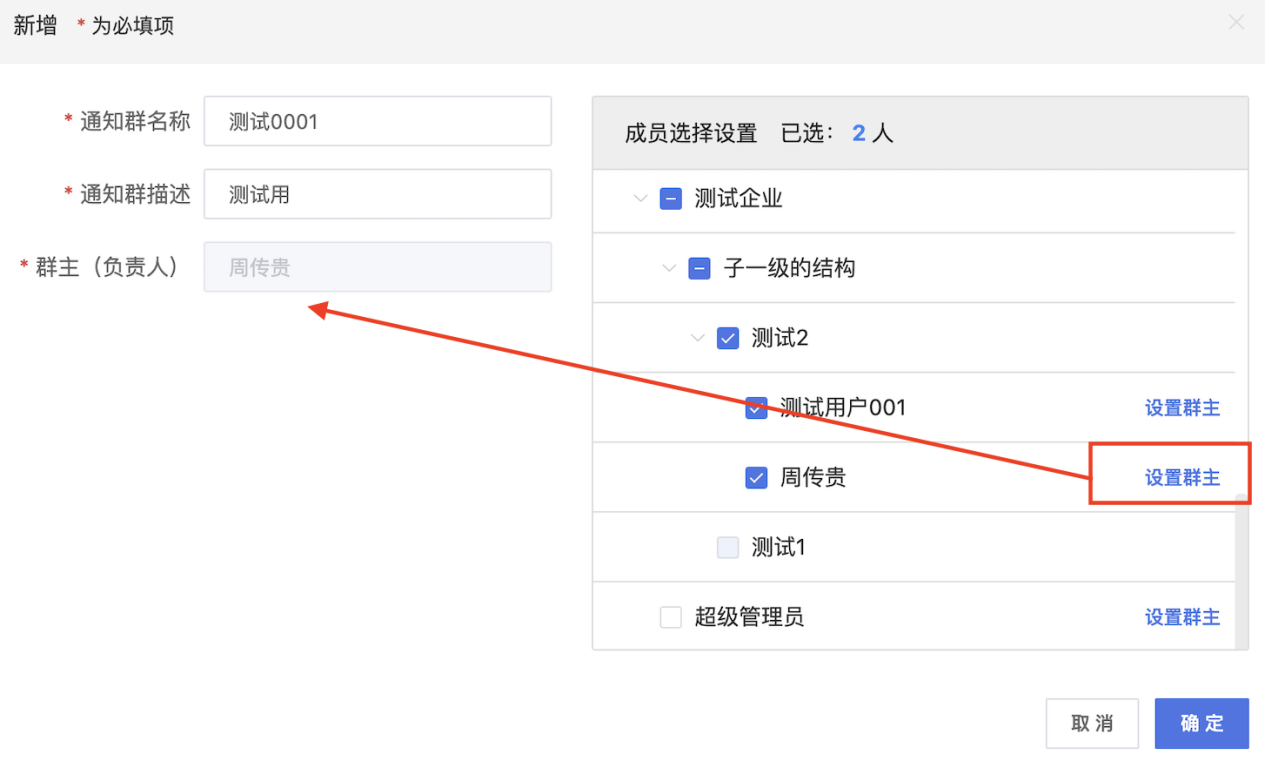 新增 * 为必填项
* 通知群名称 测试0001
* 通知群描述 测试用
* 群主（负责人） 周传贵
成员选择设置 已选： 2 人
测试企业
子一级的结构
测试2
测试用户001 设置群主
周传贵 设置群主
测试1
超级管理员 设置群主
取 消 确 定